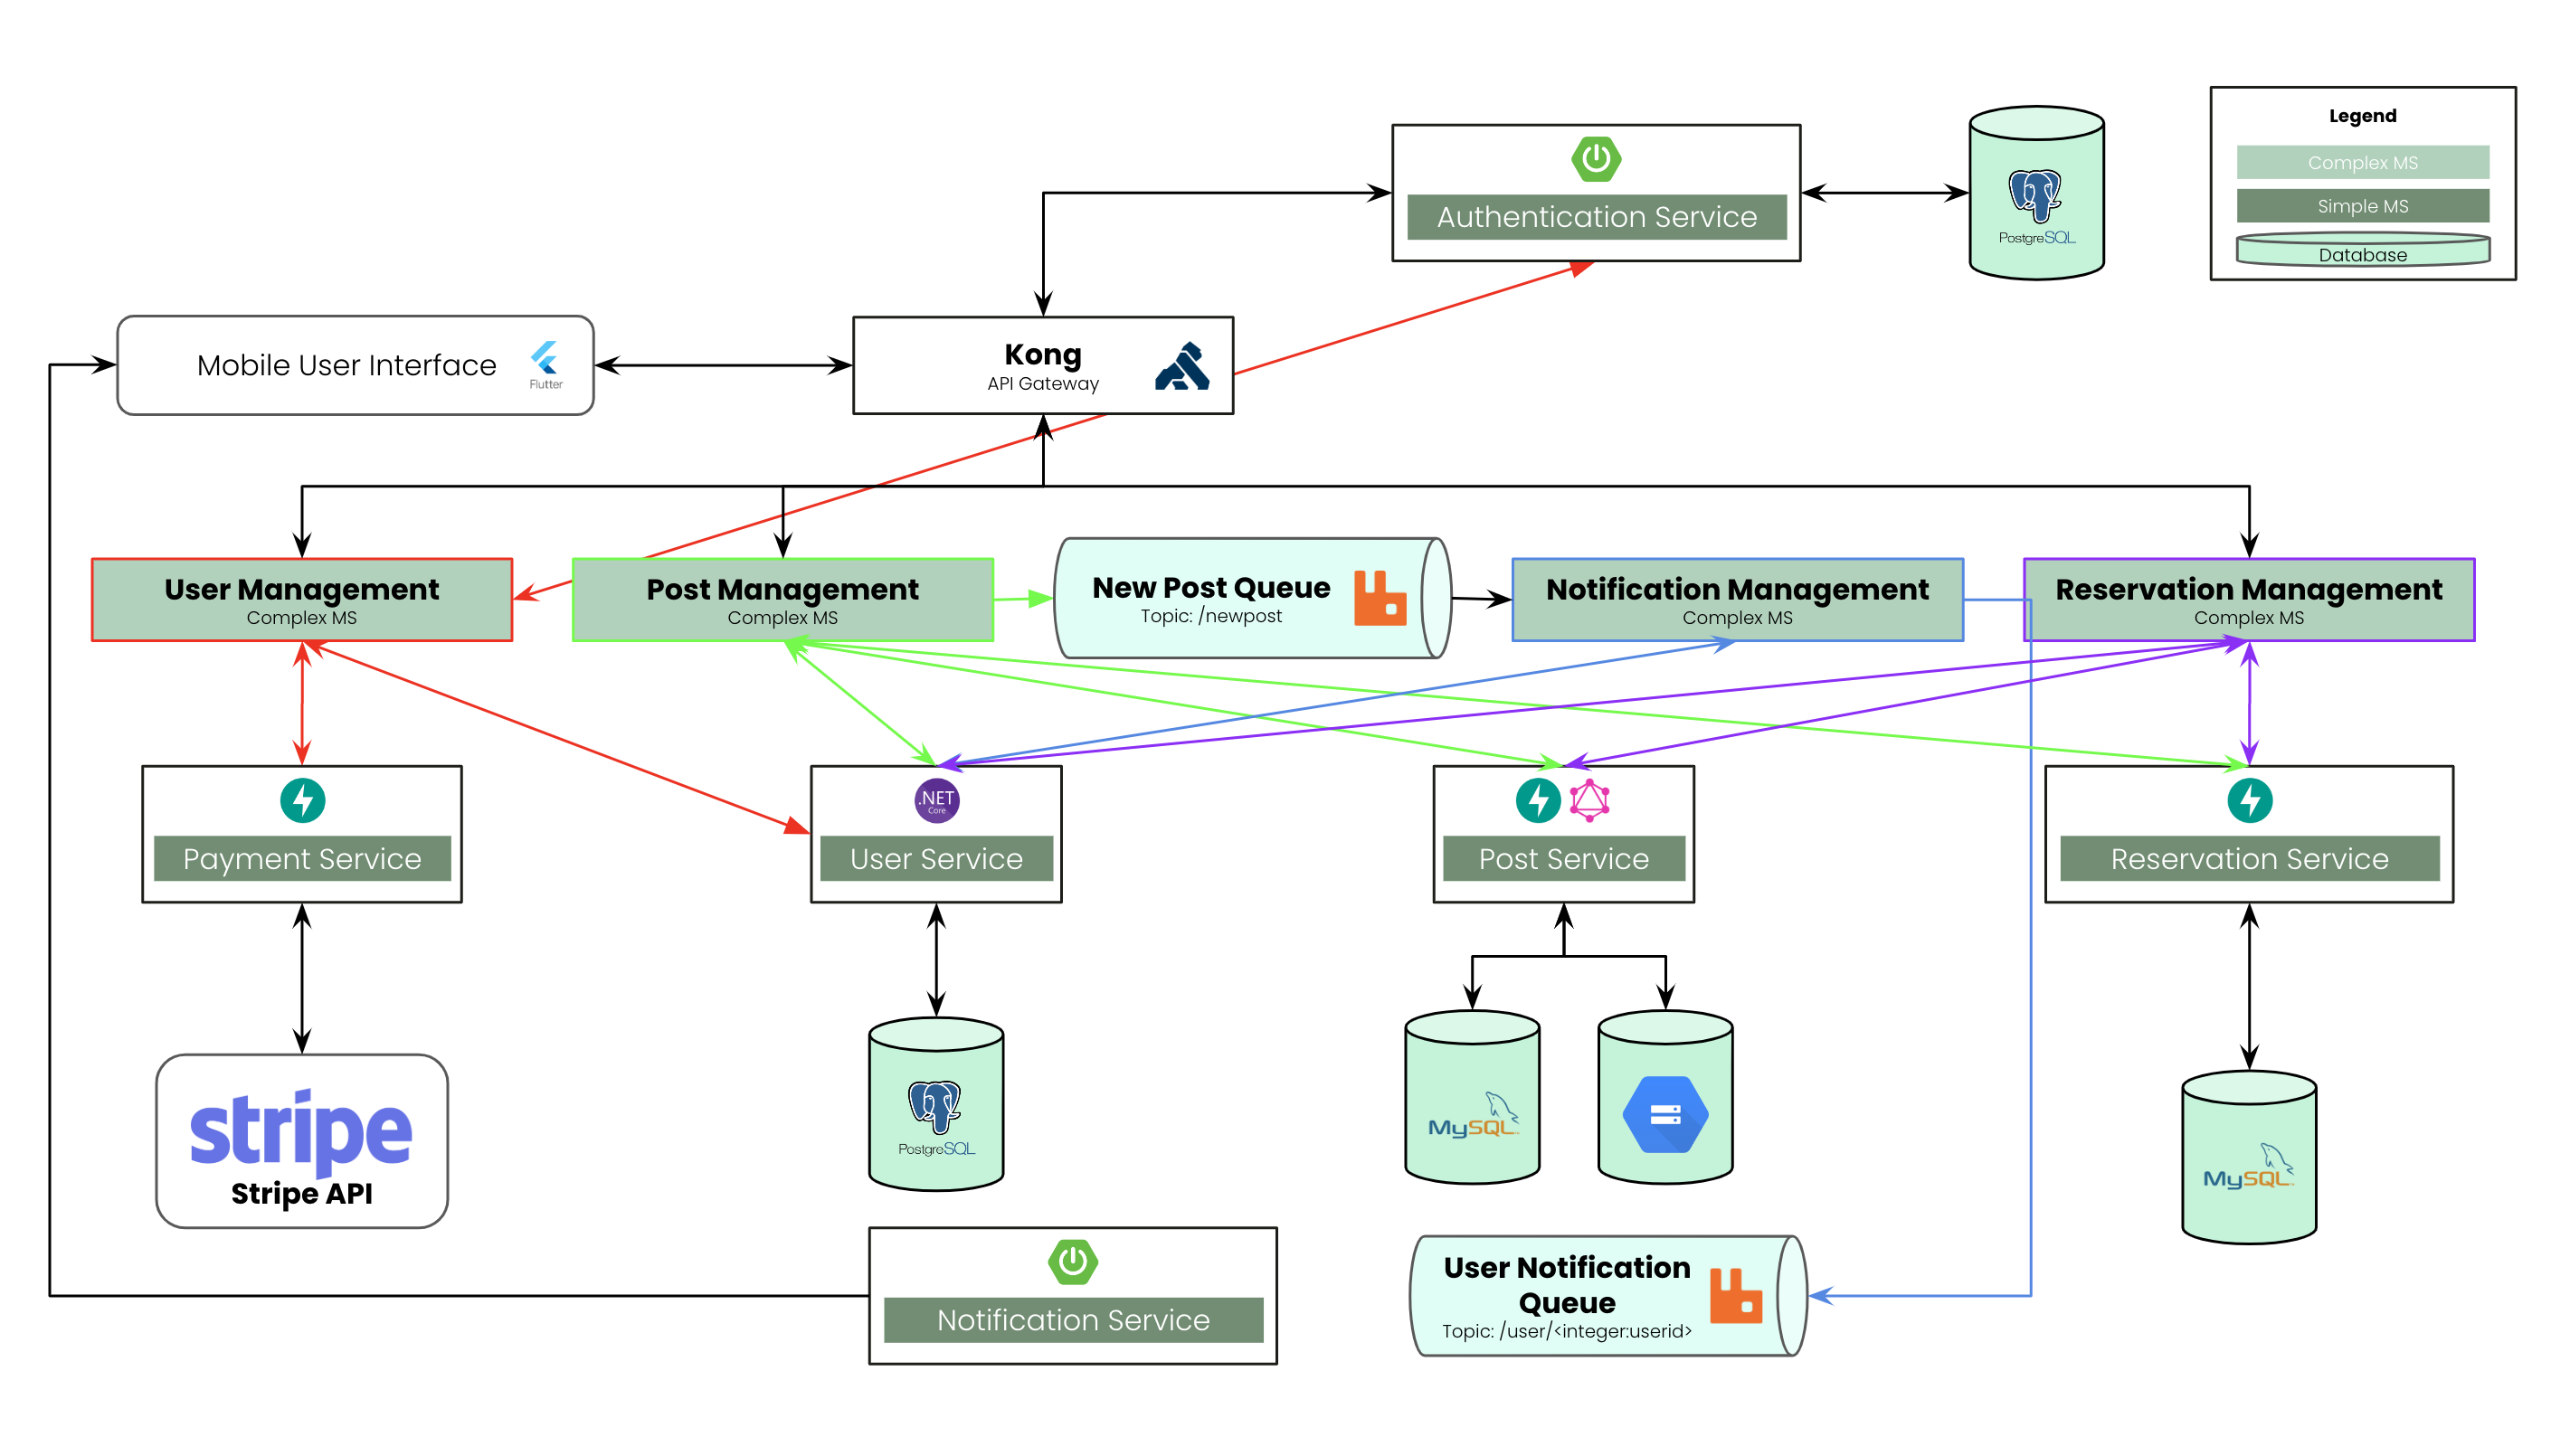 Legend
Complex MS
Simple MS
Database
Authentication Service
PostgreSQL
Mobile User Interface
Flutter
Kong
API Gateway
User Management
Complex MS
Post Management
Complex MS
New Post Queue
Topic: /newpost
Notification Management
Complex MS
Reservation Management
Complex MS
Payment Service
.NET
Core
User Service
Post Service
Reservation Service
stripe
Stripe API
PostgreSQL
MySQL
MySQL
Notification Service
User Notification
Queue
Topic: /user/<integer:userid>